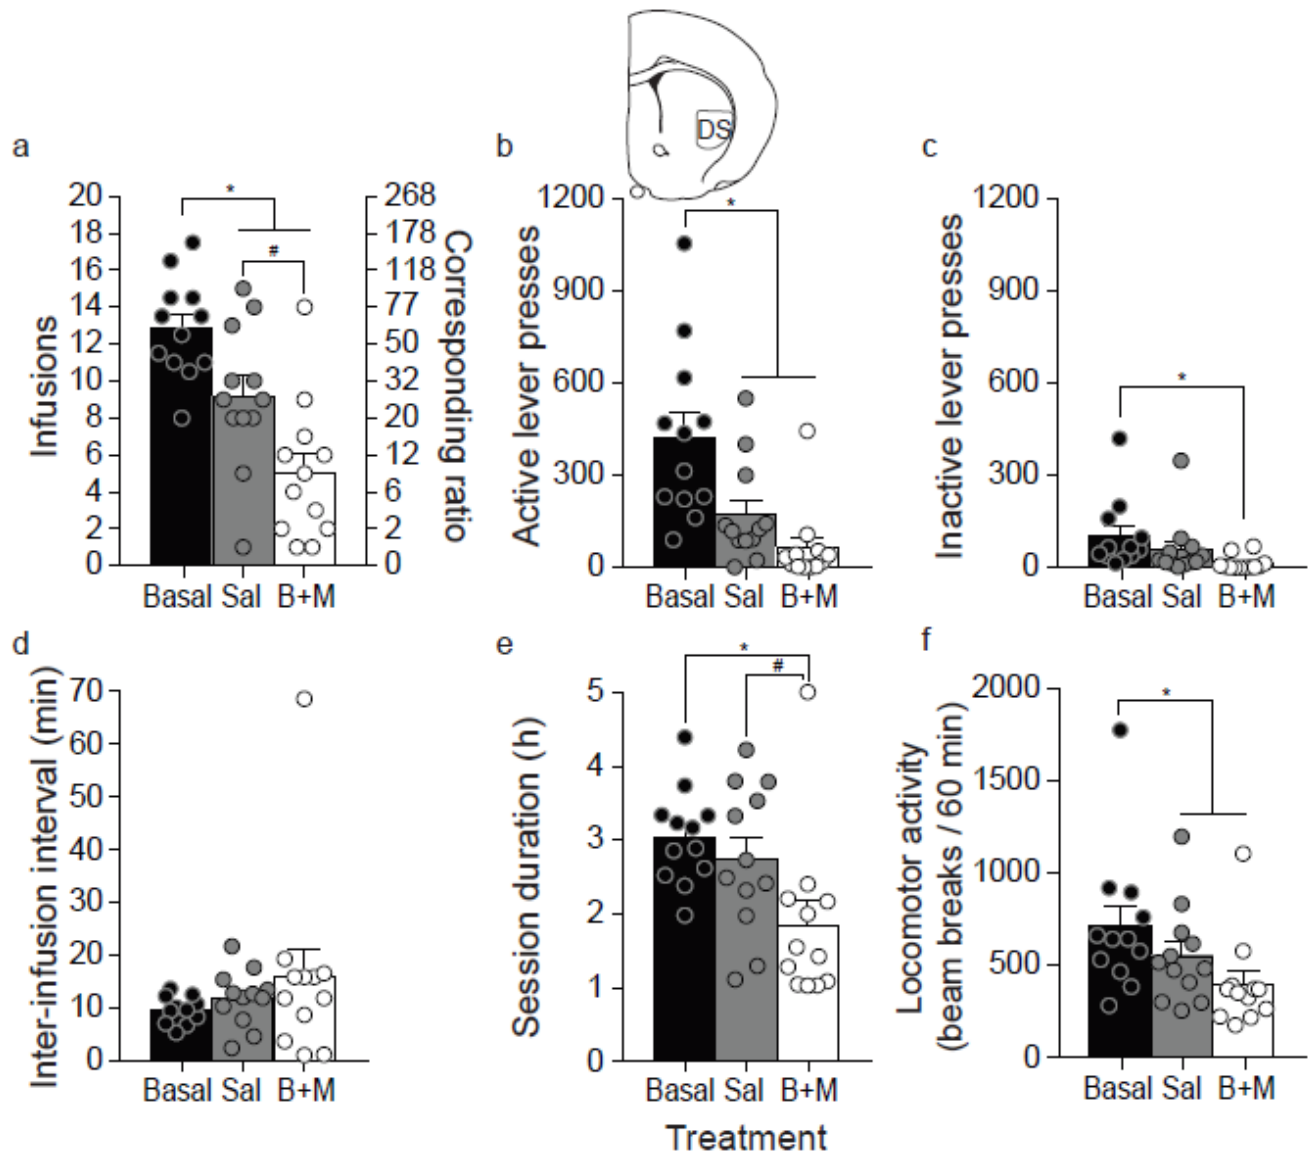 DS
a
Infusions
20
18
16
14
12
10
8
6
4
2
0
*
#
268
178
118
77
50
32
20
12
6
2
0
Corresponding ratio
Basal Sal B+M
b
Active lever presses
1200
900
600
300
0
*
Basal Sal B+M
c
Inactive lever presses
1200
900
600
300
0
*
Basal Sal B+M
d
Inter-infusion interval (min)
70
60
50
40
30
20
10
0
Basal Sal B+M
e
Session duration (h)
5
4
3
2
1
0
*
#
Basal Sal B+M
f
Locomotor activity
(beam breaks / 60 min)
2000
1500
1000
500
0
*
Basal Sal B+M
Treatment